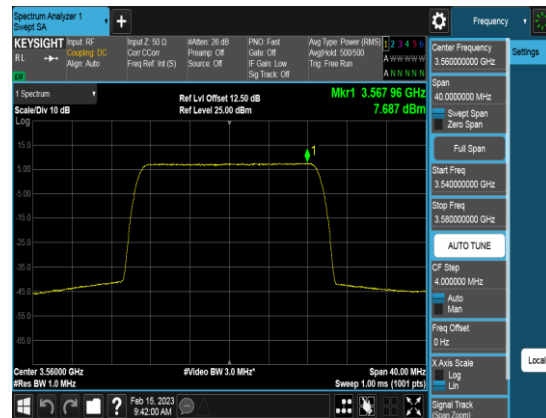 Spectrum Analyzer 1
Swept SA
Frequency
KEYSIGHT
RL
Input: RF
Coupling: DC
Align: Auto
Input Z: 50 Ω
Corr CCorr
Freq Ref: Int (S)
#Atten: 26 dB
Preamp: Off
Source: Off
PNO: Fast
Gate: Off
IF Gain: Low
Sig Track: Off
Avg Type: Power (RMS)
Avg|Hold: 500/500
Trig: Free Run
1 2 3 4 5 6
A W W W W W
A N N N N N
1 Spectrum
Scale/Div 10 dB
Log
Ref Lvl Offset 12.50 dB
Ref Level 25.00 dBm
Mkr1 3.567 96 GHz
7.687 dBm
1
15.0
5.00
-5.00
-15.0
-25.0
-35.0
-45.0
-55.0
-65.0
Center 3.56000 GHz
#Res BW 1.0 MHz
#Video BW 3.0 MHz*
Span 40.00 MHz
Sweep 1.00 ms (1001 pts)
Feb 15, 2023
9:42:00 AM
Center Frequency
3.560000000 GHz
Settings
Span
40.0000000 MHz
Swept Span
Zero Span
Full Span
Start Freq
3.540000000 GHz
Stop Freq
3.580000000 GHz
AUTO TUNE
CF Step
4.000000 MHz
Auto
Man
Freq Offset
0 Hz
X Axis Scale
Log
Lin
Local
Signal Track
(Span Zoom)